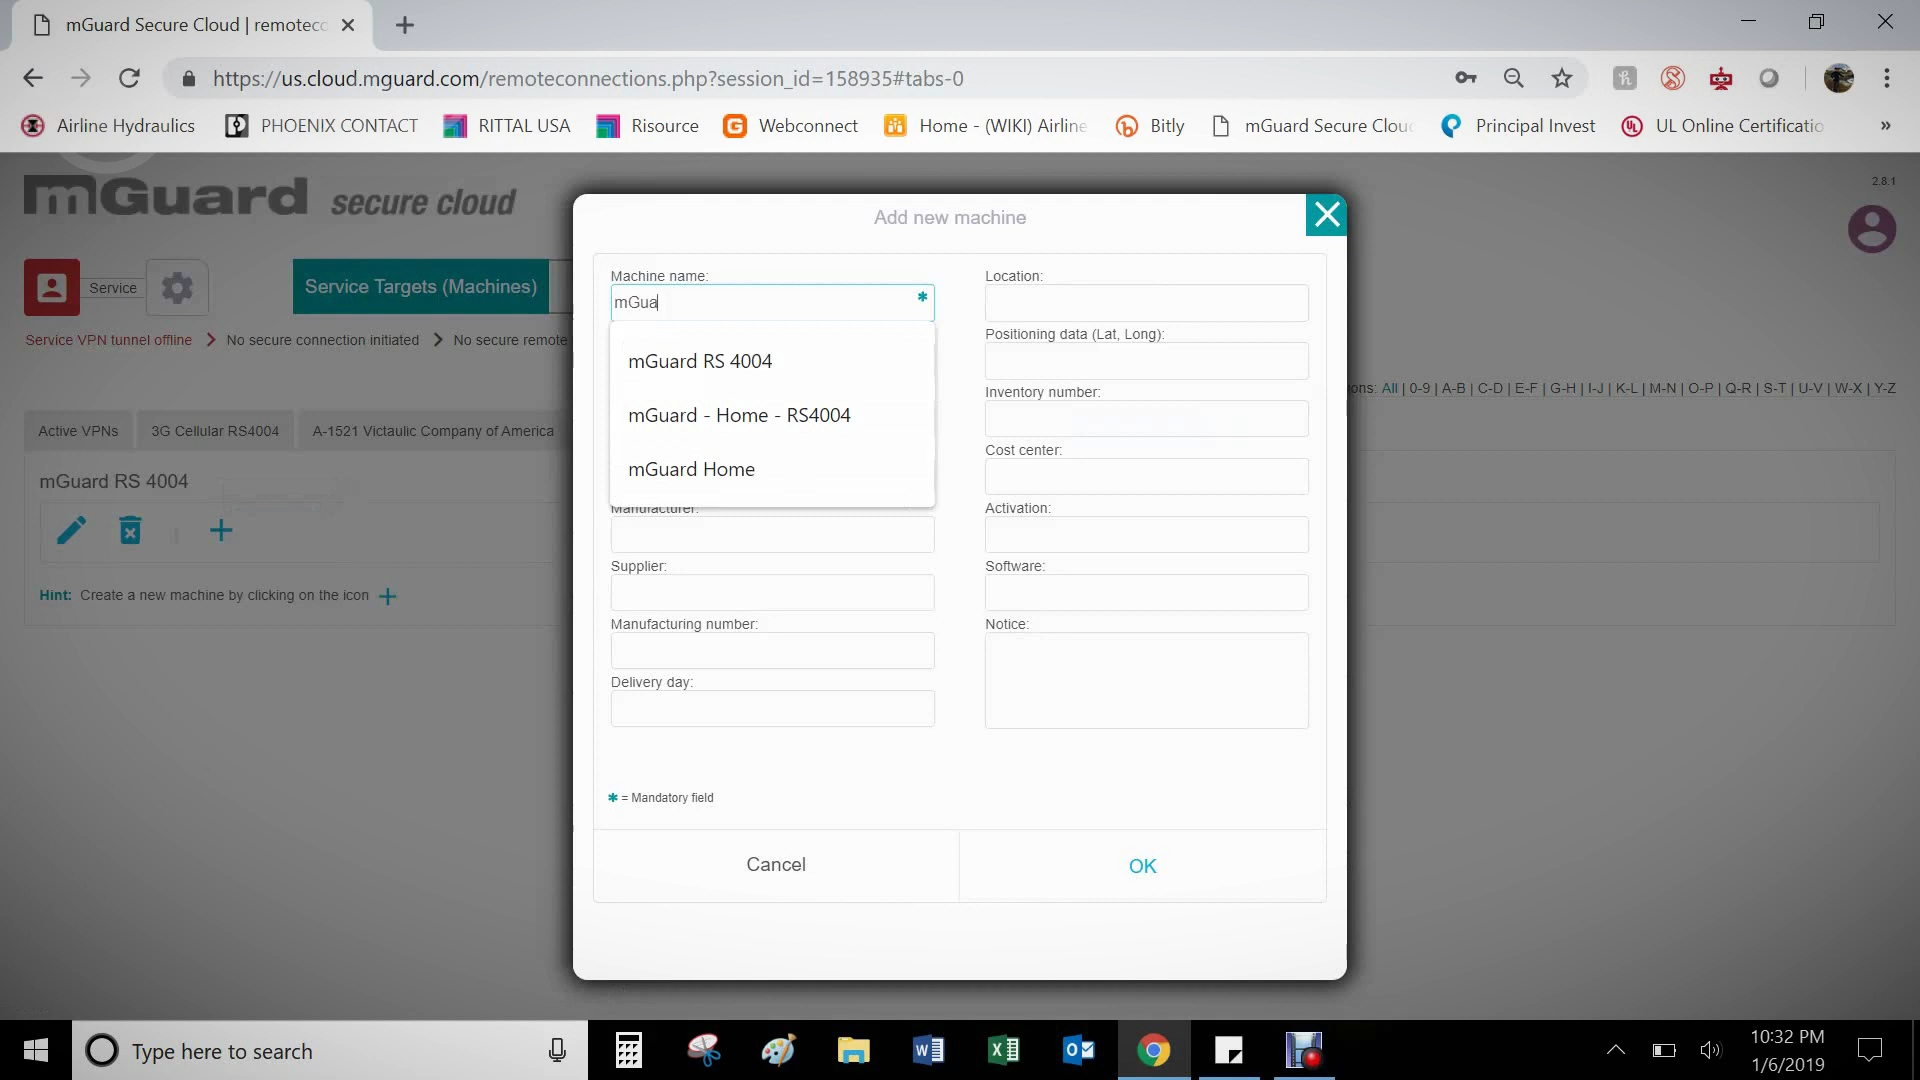 mGuard Secure Cloud | remotecc
https://us.cloud.mguard.com/remoteconnections.php?session_id=158935#tabs-0
Airline Hydraulics
PHOENIX CONTACT
RITTAL USA
Risource
Webconnect
Home - (WIKI) Airline
Bitly
mGuard Secure Clou
Principal Invest
UL Online Certificatio
»
mGuard secure cloud
2.8.1
Service
Service Targets (Machines)
Service VPN tunnel offline
No secure connection initiated
No secure remote
ons: All | 0-9 | A-B | C-D | E-F | G-H | I-J | K-L | M-N | O-P | Q-R | S-T | U-V | W-X | Y-Z
Active VPNs
3G Cellular RS4004
A-1521 Victaulic Company of America
mGuard RS 4004
Hint: Create a new machine by clicking on the icon
Add new machine
Machine name:
mGua
*
mGuard RS 4004
mGuard - Home - RS4004
mGuard Home
Manufacturer:
Supplier:
Manufacturing number:
Delivery day:
Location:
Positioning data (Lat, Long):
Inventory number:
Cost center:
Activation:
Software:
Notice:
* = Mandatory field
Cancel
OK
Type here to search
10:32 PM
1/6/2019